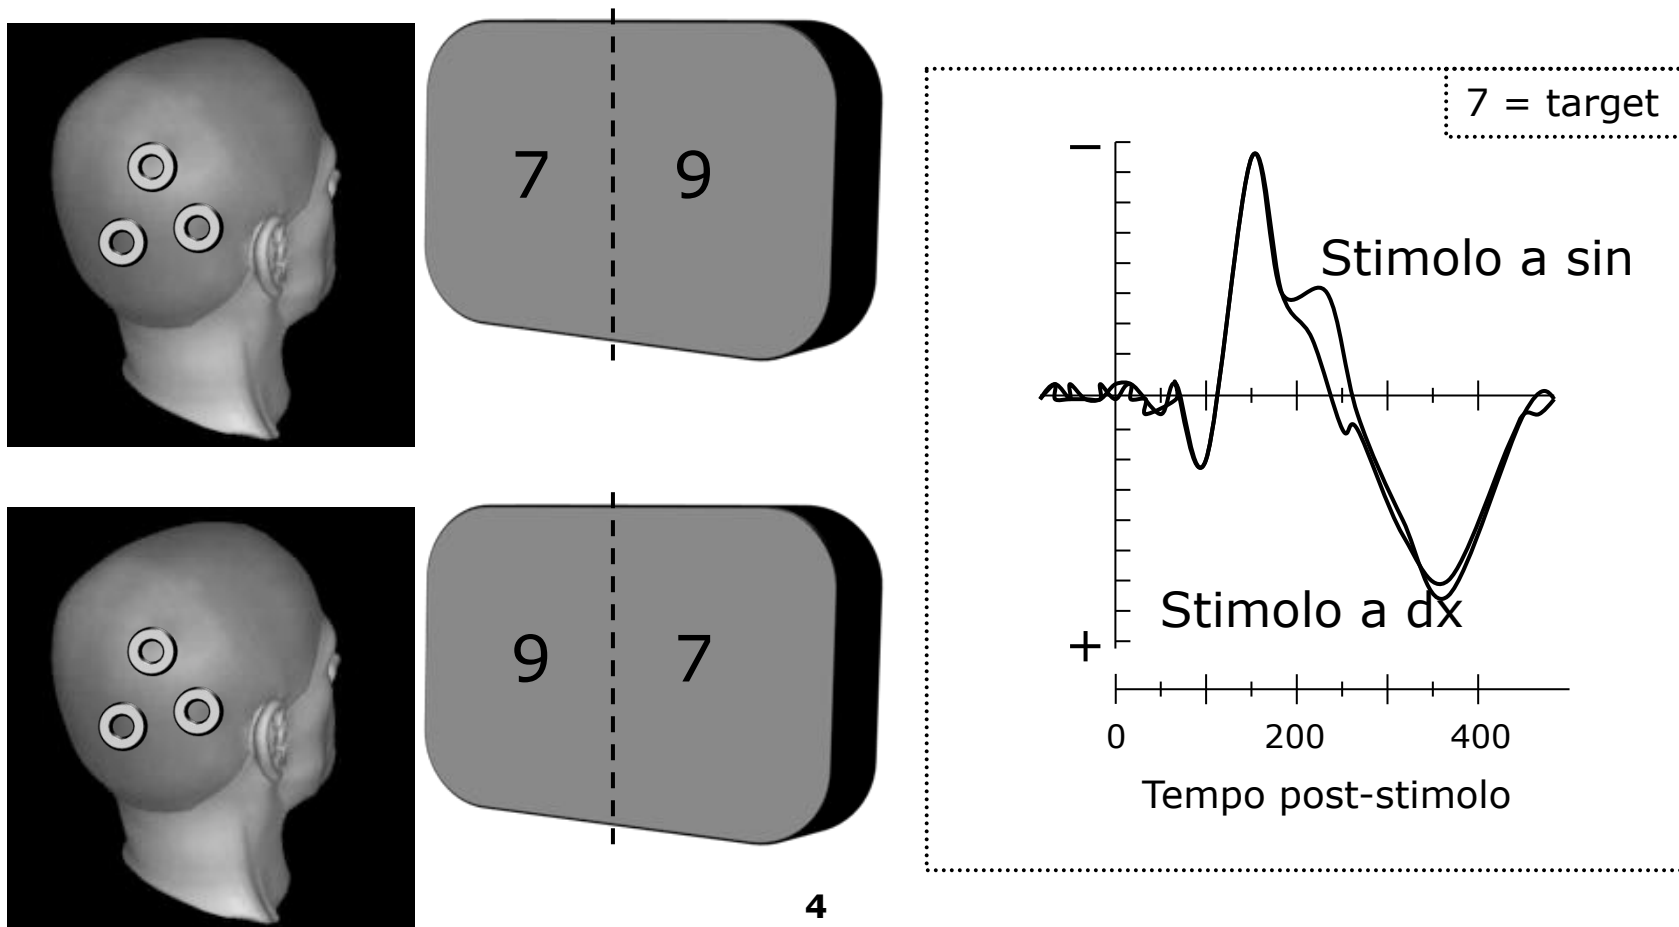 7 9
9 7
7 = target
−
Stimolo a sin
Stimolo a dx
+
0 200 400
Tempo post-stimolo
4